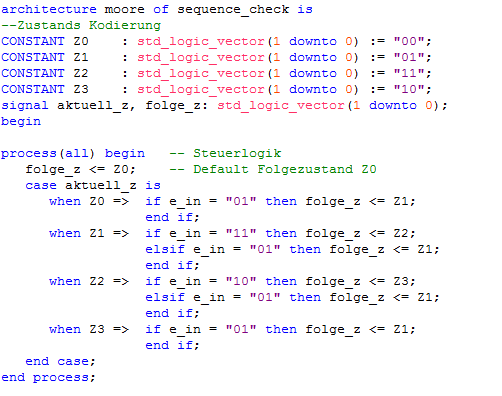 architecture moore of sequence_check is
--Zustands Kodierung
CONSTANT Z0    : std_logic_vector(1 downto 0) := "00";
CONSTANT Z1    : std_logic_vector(1 downto 0) := "01";
CONSTANT Z2    : std_logic_vector(1 downto 0) := "11";
CONSTANT Z3    : std_logic_vector(1 downto 0) := "10";
signal aktuell_z, folge_z: std_logic_vector(1 downto 0);
begin

process(all) begin   -- Steuerlogik
   folge_z <= Z0;    -- Default Folgezustand Z0
   case aktuell_z is
      when Z0 =>  if e_in = "01" then folge_z <= Z1;
                  end if;
      when Z1 =>  if e_in = "11" then folge_z <= Z2;
                  elsif e_in = "01" then folge_z <= Z1;
                  end if;
      when Z2 =>  if e_in = "10" then folge_z <= Z3;
                  elsif e_in = "01" then folge_z <= Z1;
                  end if;
      when Z3 =>  if e_in = "01" then folge_z <= Z1;
                  end if;
   end case;
end process;